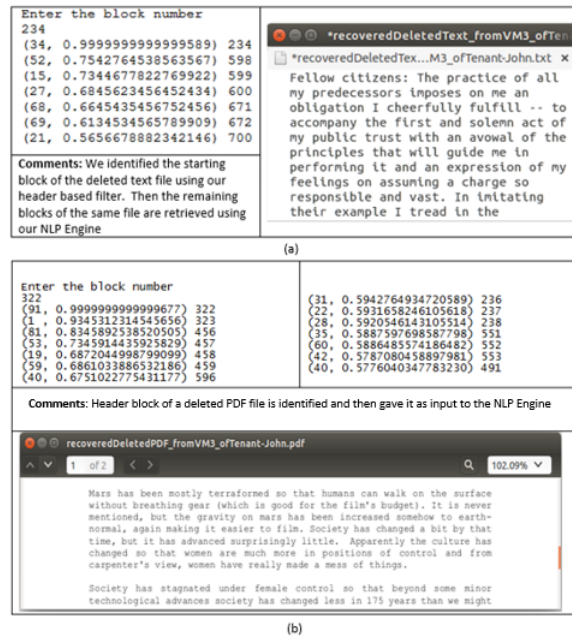 Enter the block number
234
(34, 0.9999999999999589) 234
(52, 0.7542764538563567) 598
(15, 0.7344677822769922) 599
(27, 0.6845623456452434) 600
(68, 0.6645435456752456) 671
(69, 0.6134534565789909) 672
(21, 0.5656678882342146) 700
Comments: We identified the starting
block of the deleted text file using our
header based filter. Then the remaining
blocks of the same file are retrieved using
our NLP Engine
*recoveredDeletedText_fromVM3_ofTen
*recoveredDeletedTex...M3_ofTenant-John.txt ×
Fellow citizens: The practice of all
my predecessors imposes on me an
obligation I cheerfully fulfill -- to
accompany the first and solemn act of
my public trust with an avowal of the
principles that will guide me in
performing it and an expression of my
feelings on assuming a charge so
responsible and vast. In imitating
their example I tread in the
(a)
Enter the block number
322
(91, 0.9999999999999677) 322
(1 , 0.9345312314545656) 323
(81, 0.8345892538520505) 456
(53, 0.7345914435925829) 457
(19, 0.6872044998799099) 458
(59, 0.6861033886532186) 459
(40, 0.6751022775431177) 596
(31, 0.5942764934720589) 236
(22, 0.5931658246105618) 237
(28, 0.5920546143105514) 238
(35, 0.5887597698587798) 551
(60, 0.5886485574186482) 552
(42, 0.5787080458897981) 553
(40, 0.5776040347783230) 491
Comments: Header block of a deleted PDF file is identified and then gave it as input to the NLP Engine
recoveredDeletedPDF_fromVM3_ofTenant-John.pdf
1 of 2 102.09%
Mars has been mostly terraformed so that humans can walk on the surface
without breathing gear (which is good for the film's budget). It is never
mentioned, but the gravity on mars has been increased somehow to earth-
normal, again making it easier to film. Society has changed a bit by that
time, but it has advanced surprisingly little. Apparently the culture has
changed so that women are much more in positions of control and from
carpenter's view, women have really made a mess of things.
Society has stagnated under female control so that beyond some minor
technological advances society has changed less in 175 years than we might
(b)